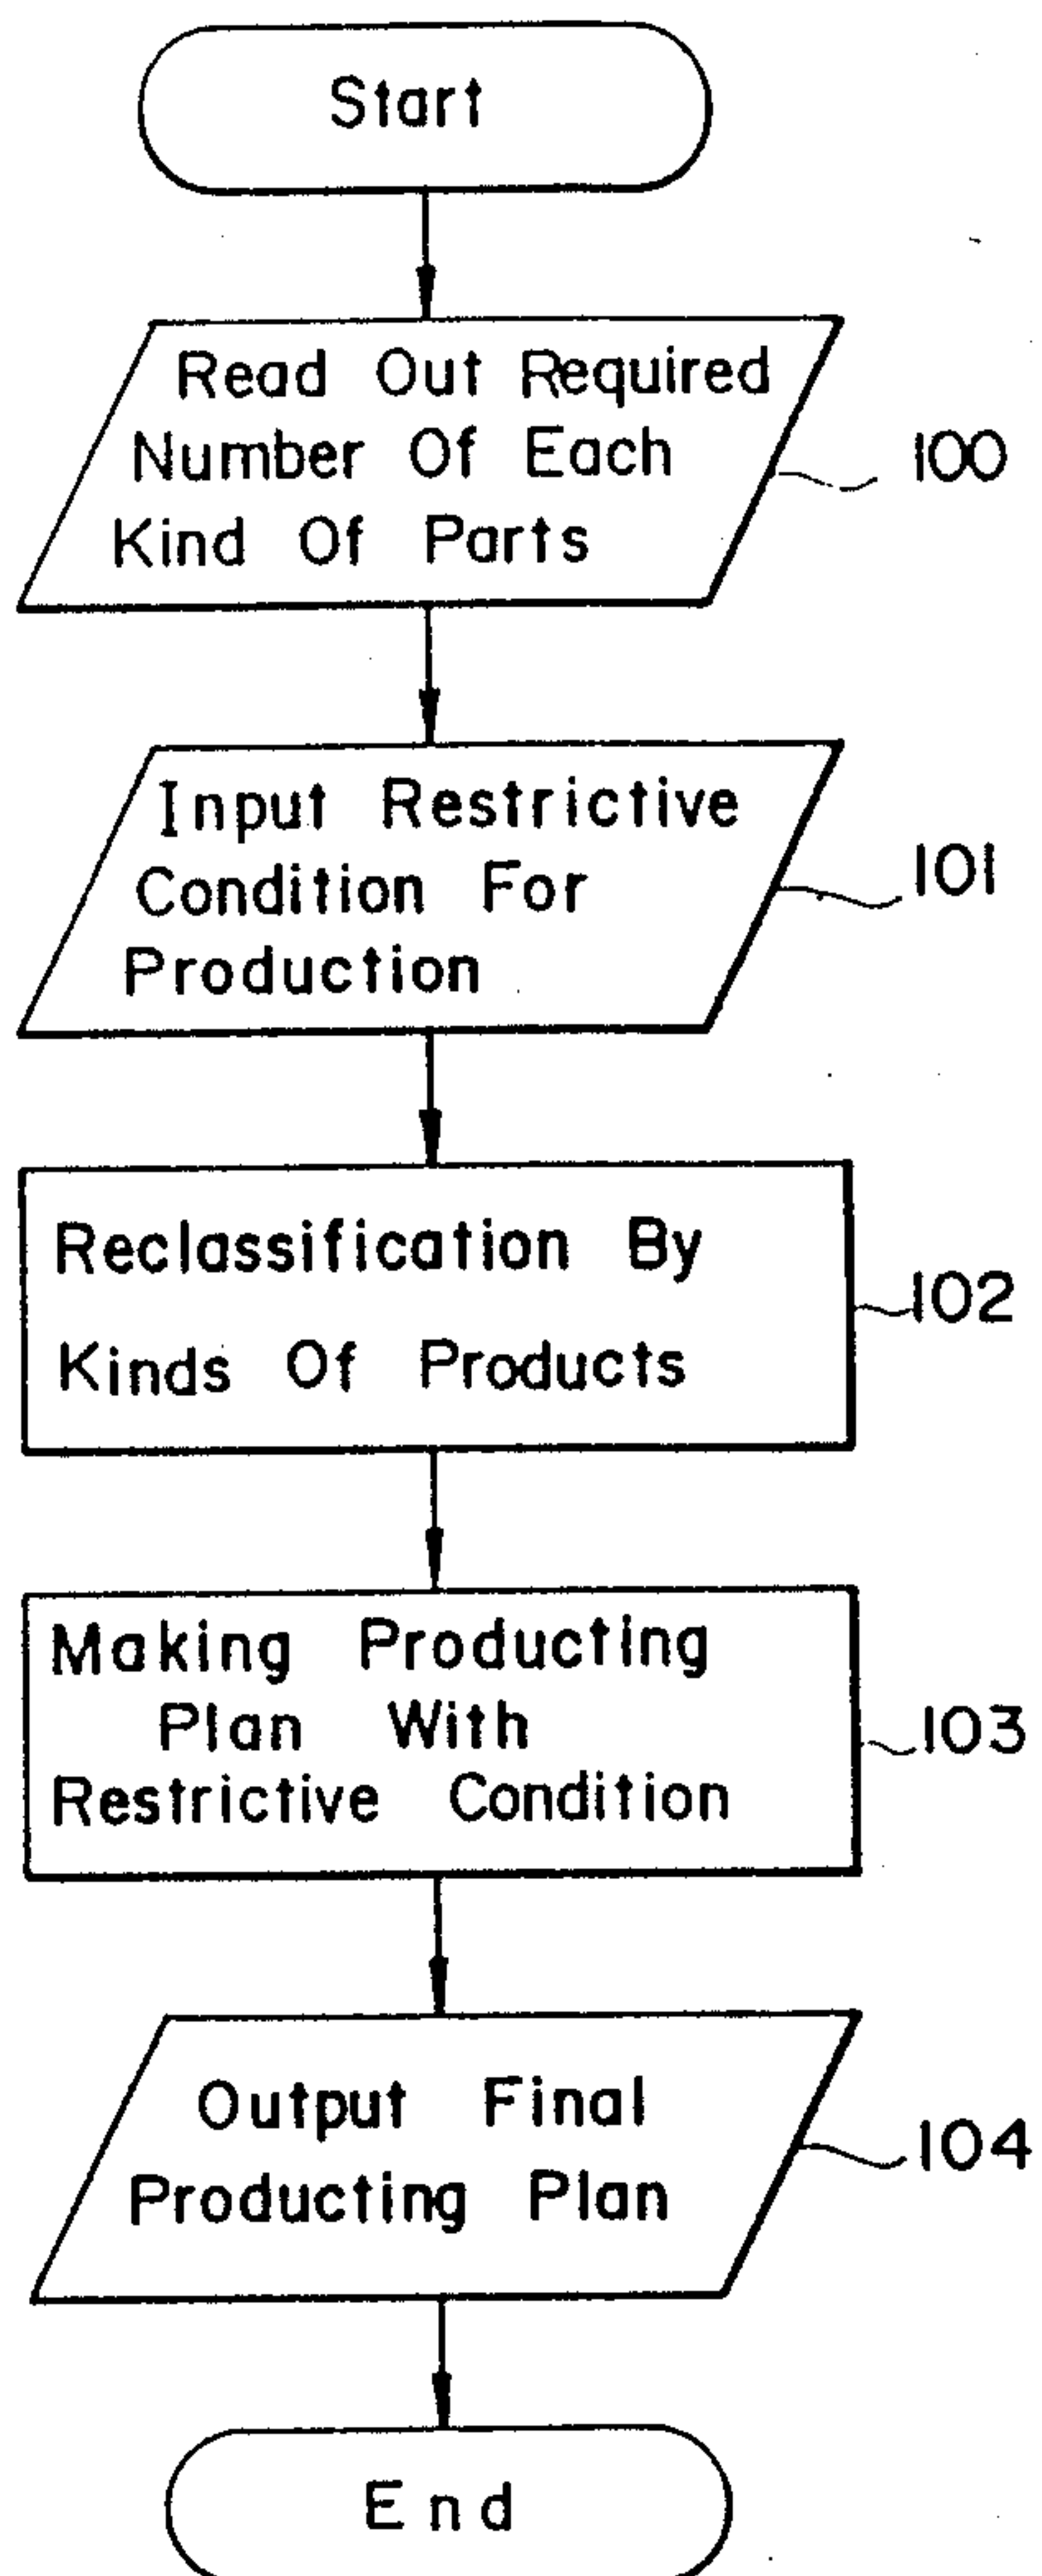 Start
Read Out Required
Number Of Each
Kind Of Parts
100
Input Restrictive
Condition For
Production
101
Reclassification By
Kinds Of Products
102
Making Producting
Plan With
Restrictive Condition
103
Output Final
Producting Plan
104
End